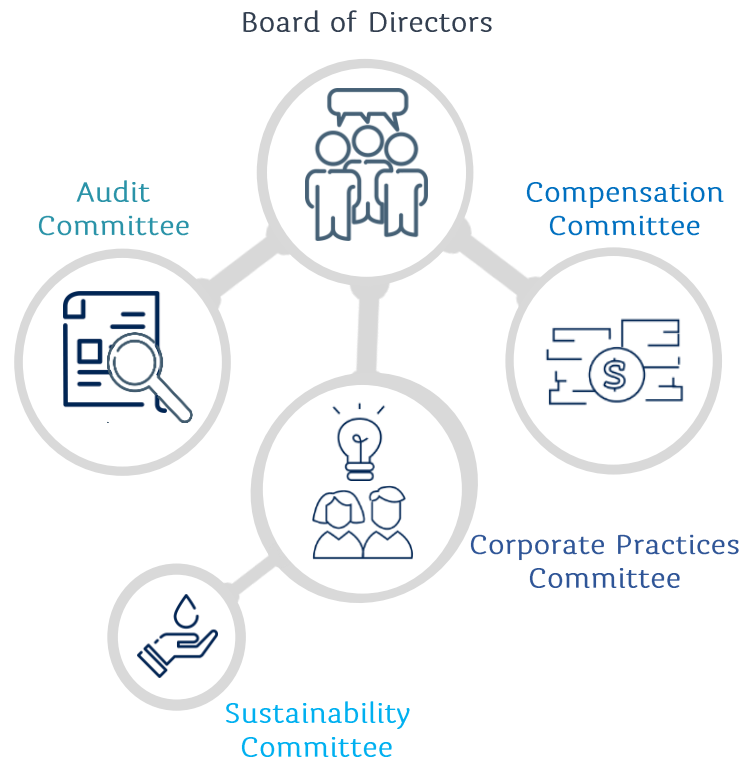 Board of Directors
Audit
Committee
Compensation
Committee
$
Corporate Practices
Committee
Sustainability
Committee